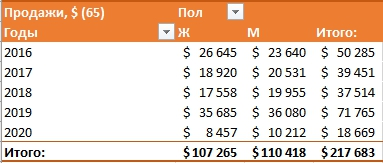 Продажи, $ (65) Пол
Годы Ж М Итого:
2016 $ 26 645 $ 23 640 $ 50 285
2017 $ 18 920 $ 20 531 $ 39 451
2018 $ 17 558 $ 19 955 $ 37 514
2019 $ 35 685 $ 36 080 $ 71 765
2020 $ 8 457 $ 10 212 $ 18 669
Итого: $ 107 265 $ 110 418 $ 217 683